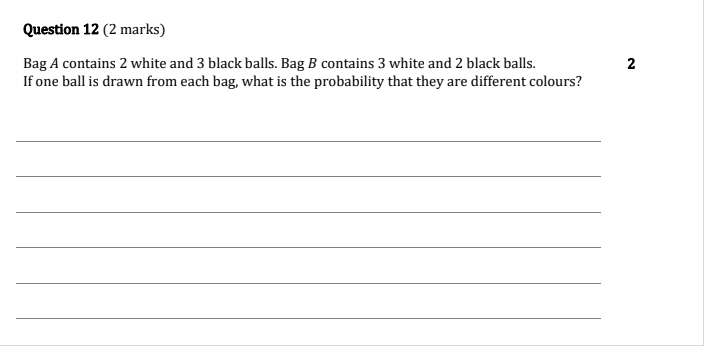 Question 12 (2 marks)
Bag A contains 2 white and 3 black balls. Bag B contains 3 white and 2 black balls. 2
If one ball is drawn from each bag, what is the probability that they are different colours?